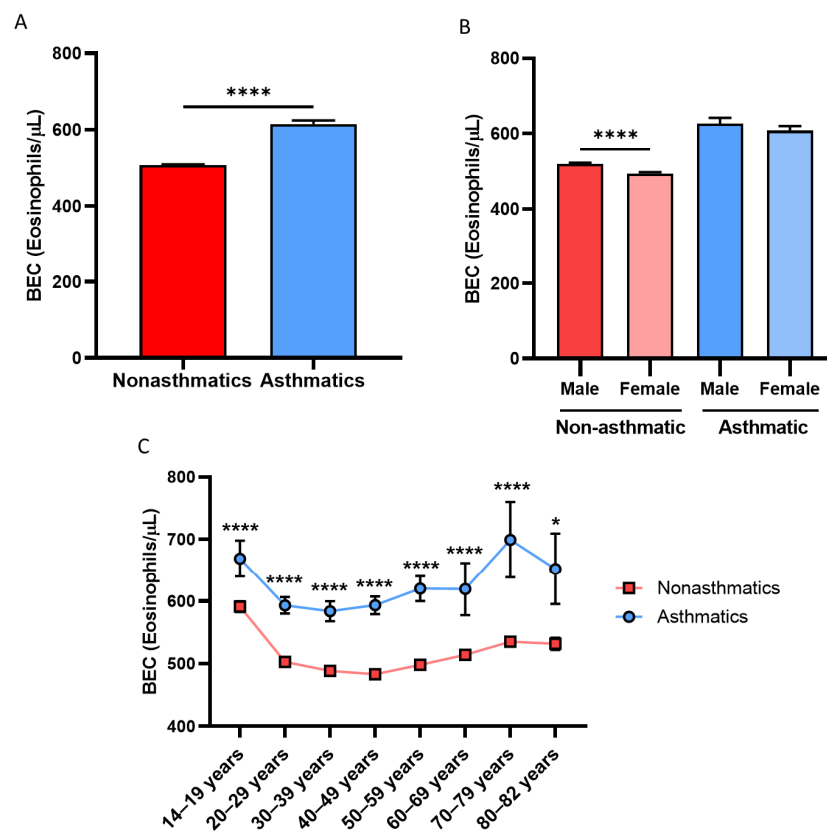 A
BEC (Eosinophils/μL)
800
600
400
200
0
****
Nonasthmatics Asthmatics
B
BEC (Eosinophils/μL)
800
600
400
200
0
****
Male Female Male Female
Non-asthmatic Asthmatic
C
BEC (Eosinophils/μL)
800
700
600
500
400
**** **** **** **** **** **** **** *
14–19 years
20–29 years
30–39 years
40–49 years
50–59 years
60–69 years
70–79 years
80–82 years
Nonasthmatics
Asthmatics